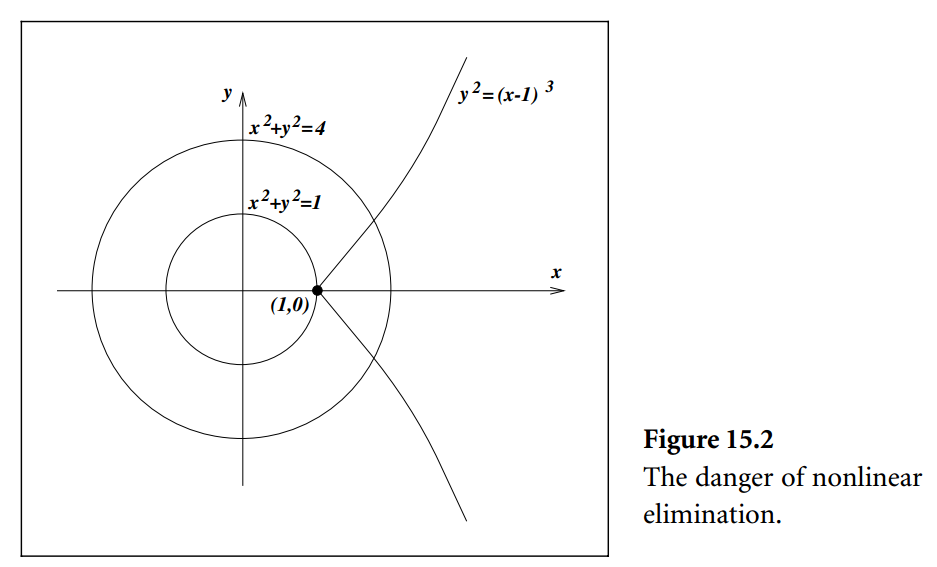 y
y²=(x-1)³
x²+y²=4
x²+y²=1
x
(1,0)
Figure 15.2
The danger of nonlinear
elimination.